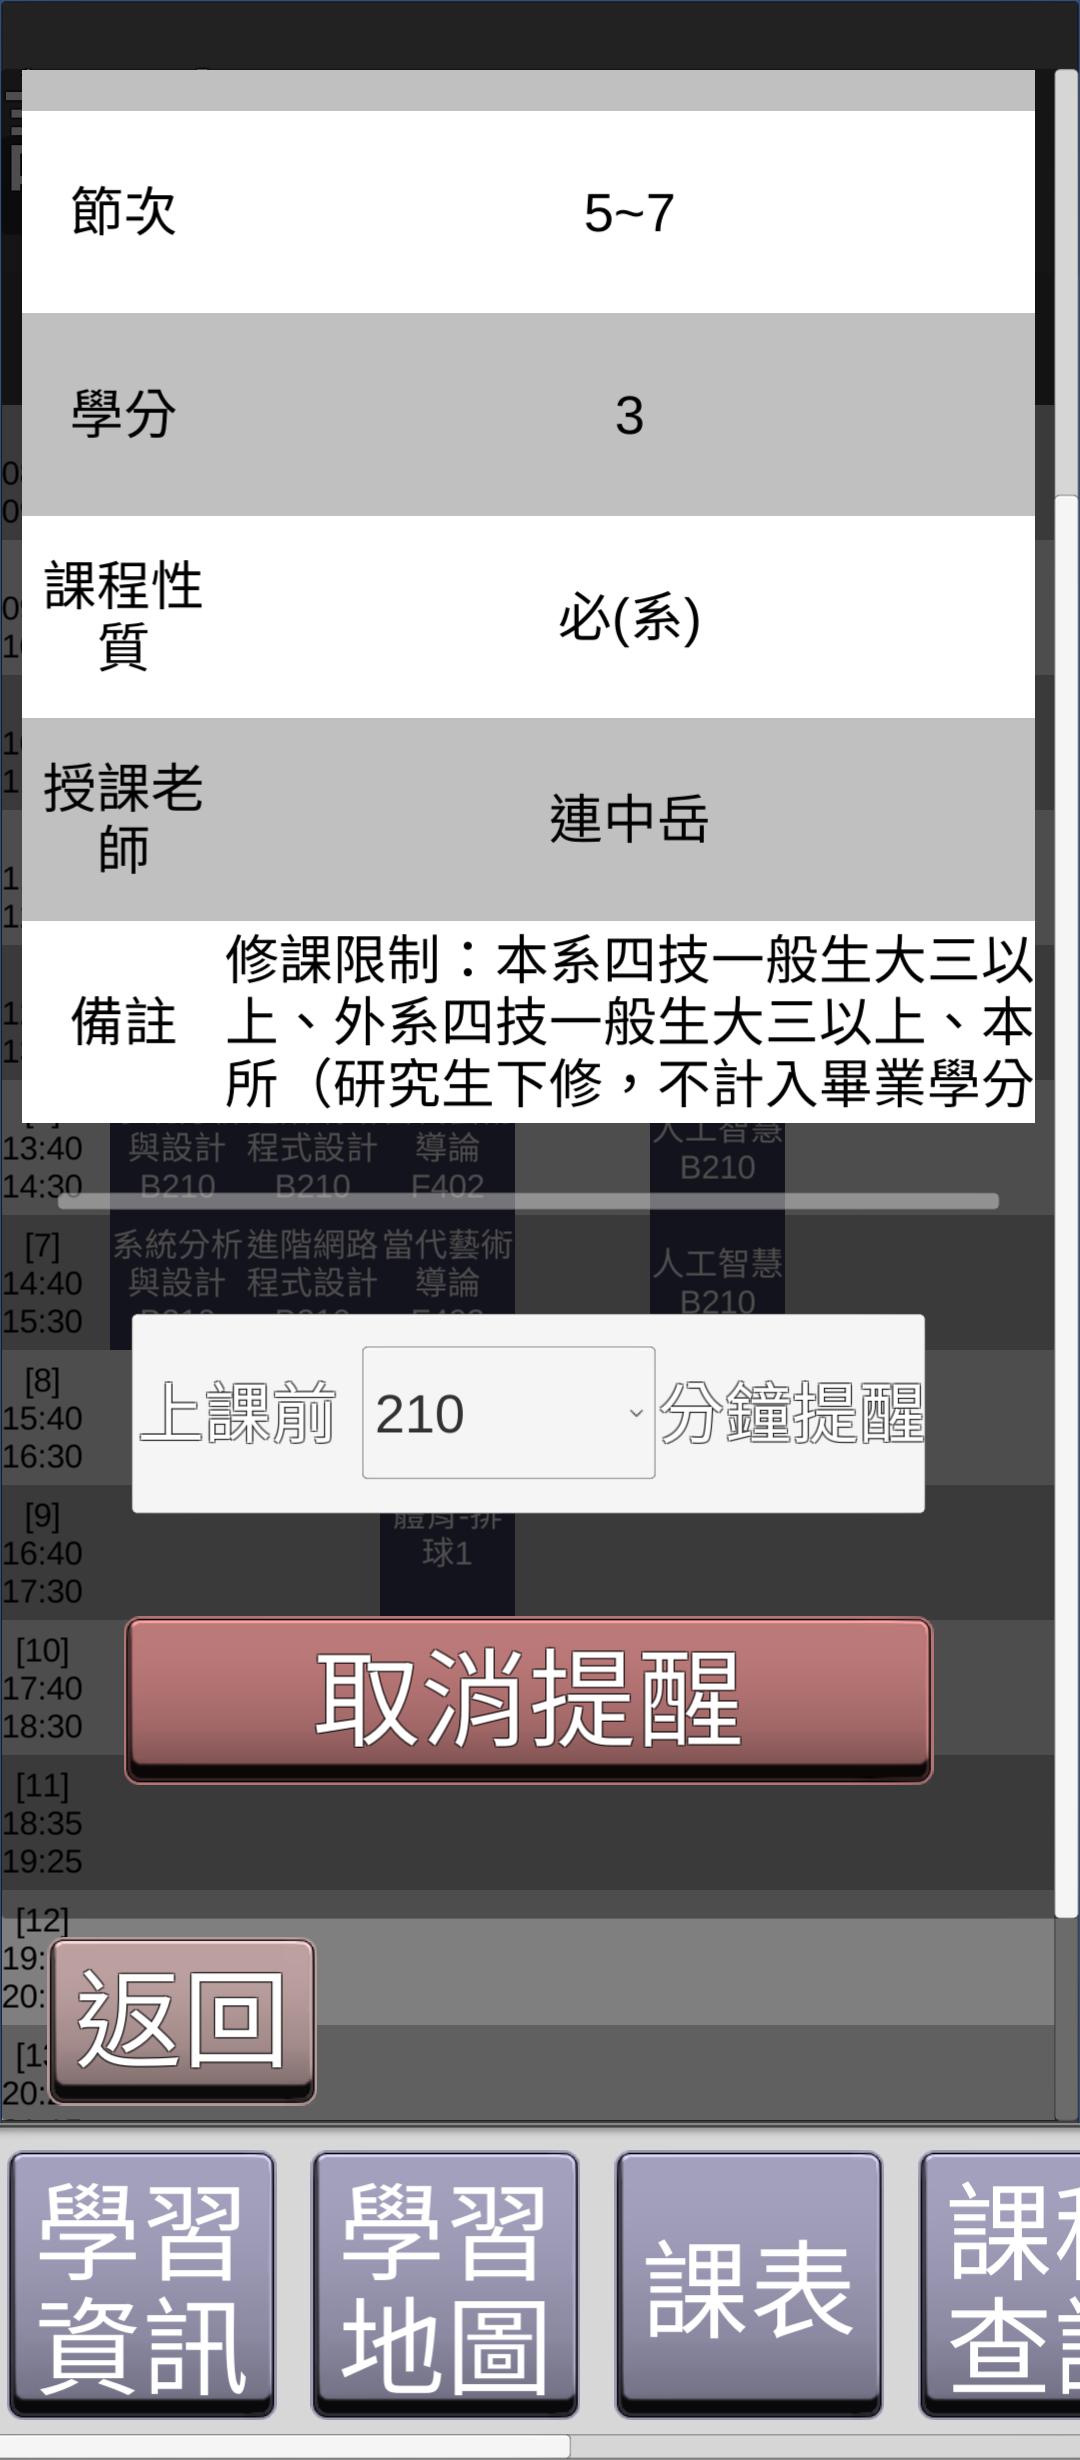 節次
5~7
學分
3
課程性
質
必(系)
授課老
師
連中岳
備註
修課限制：本系四技一般生大三以
上、外系四技一般生大三以上、本
所（研究生下修，不計入畢業學分
13:40
14:30
與設計
B210
程式設計
B210
導論
F402
人工智慧
B210
[7]
14:40
15:30
系統分析
與設計
進階網路
程式設計
當代藝術
導論
人工智慧
B210
上課前
210
分鐘提醒
[8]
15:40
16:30
[9]
16:40
17:30
體育-排
球1
[10]
17:40
18:30
取消提醒
[11]
18:35
19:25
[12]
19:
20:
返回
20:
學習
資訊
學習
地圖
課表
課
查